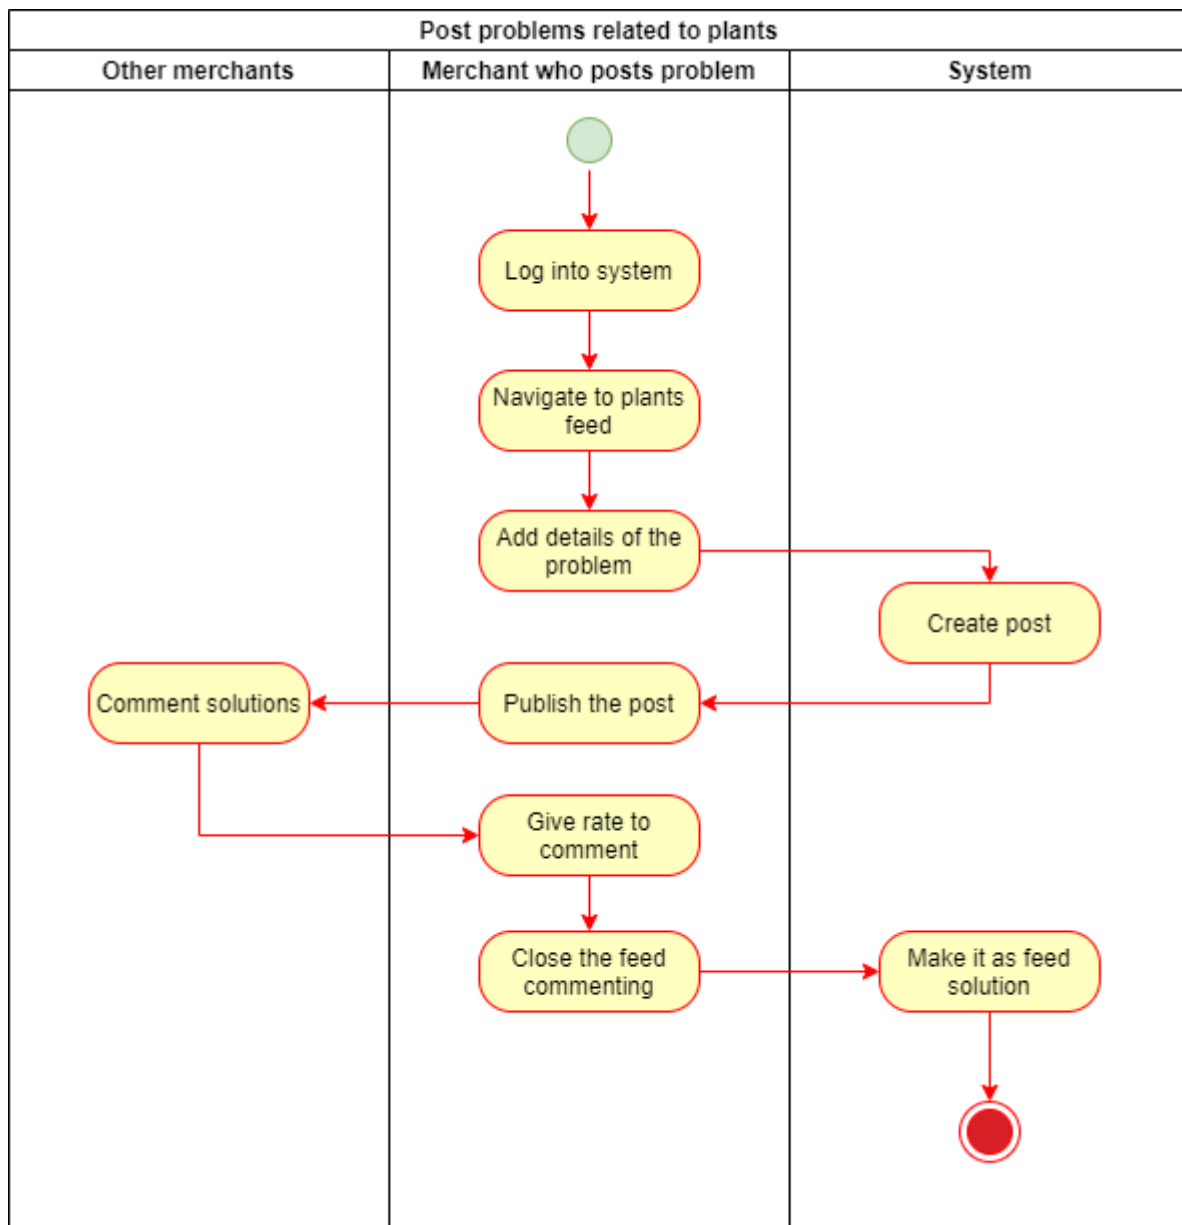 Post problems related to plants
Other merchants
Merchant who posts problem
System
Log into system
Navigate to plants
feed
Add details of the
problem
Create post
Comment solutions
Publish the post
Give rate to
comment
Close the feed
commenting
Make it as feed
solution